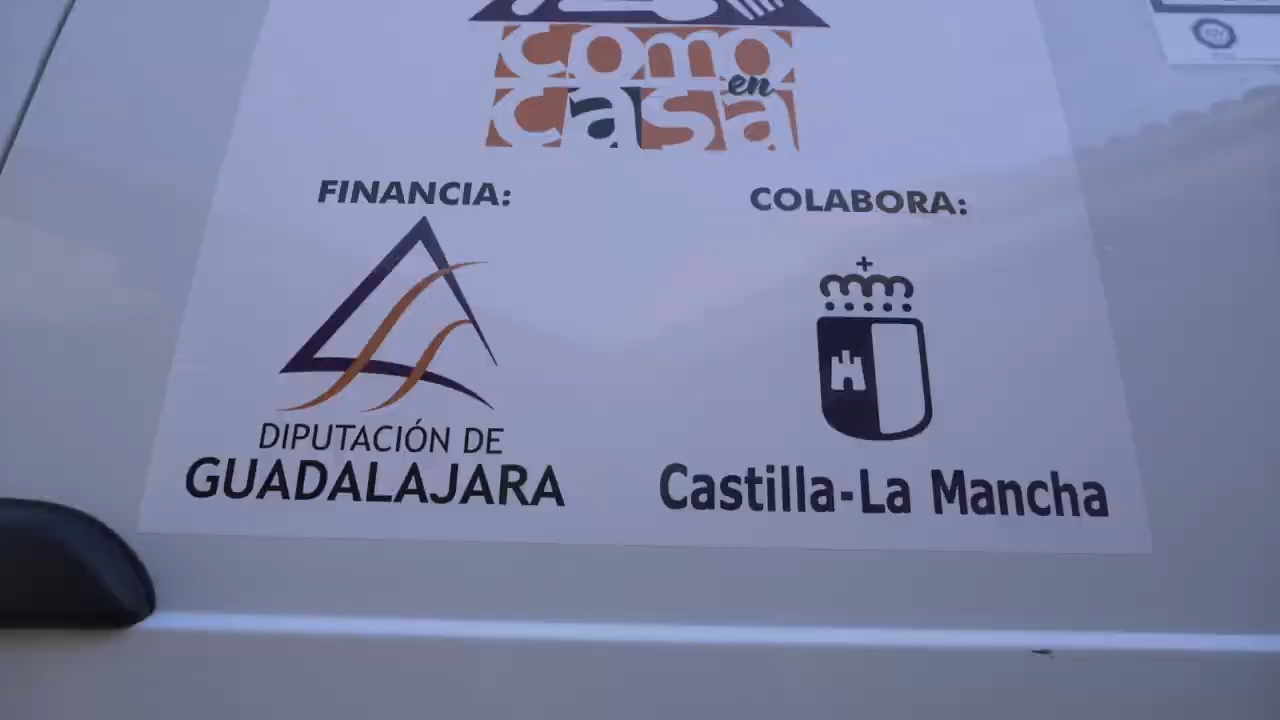 como
en
casa
FINANCIA:
COLABORA:
DIPUTACIÓN DE
GUADALAJARA
Castilla-La Mancha